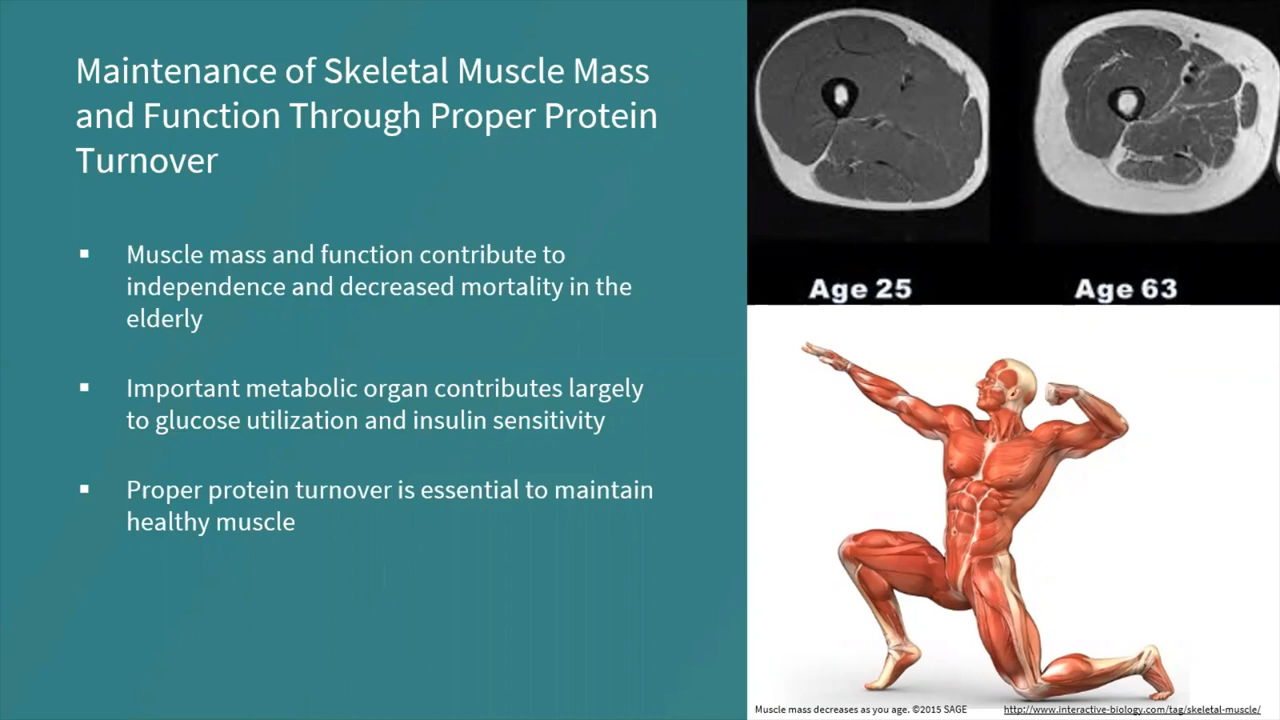 Maintenance of Skeletal Muscle Mass
and Function Through Proper Protein
Turnover
▪ Muscle mass and function contribute to
independence and decreased mortality in the
elderly
▪ Important metabolic organ contributes largely
to glucose utilization and insulin sensitivity
▪ Proper protein turnover is essential to maintain
healthy muscle
Age 25
Age 63
Muscle mass decreases as you age. ©2015 SAGE
http://www.interactive-biology.com/tag/skeletal-muscle/